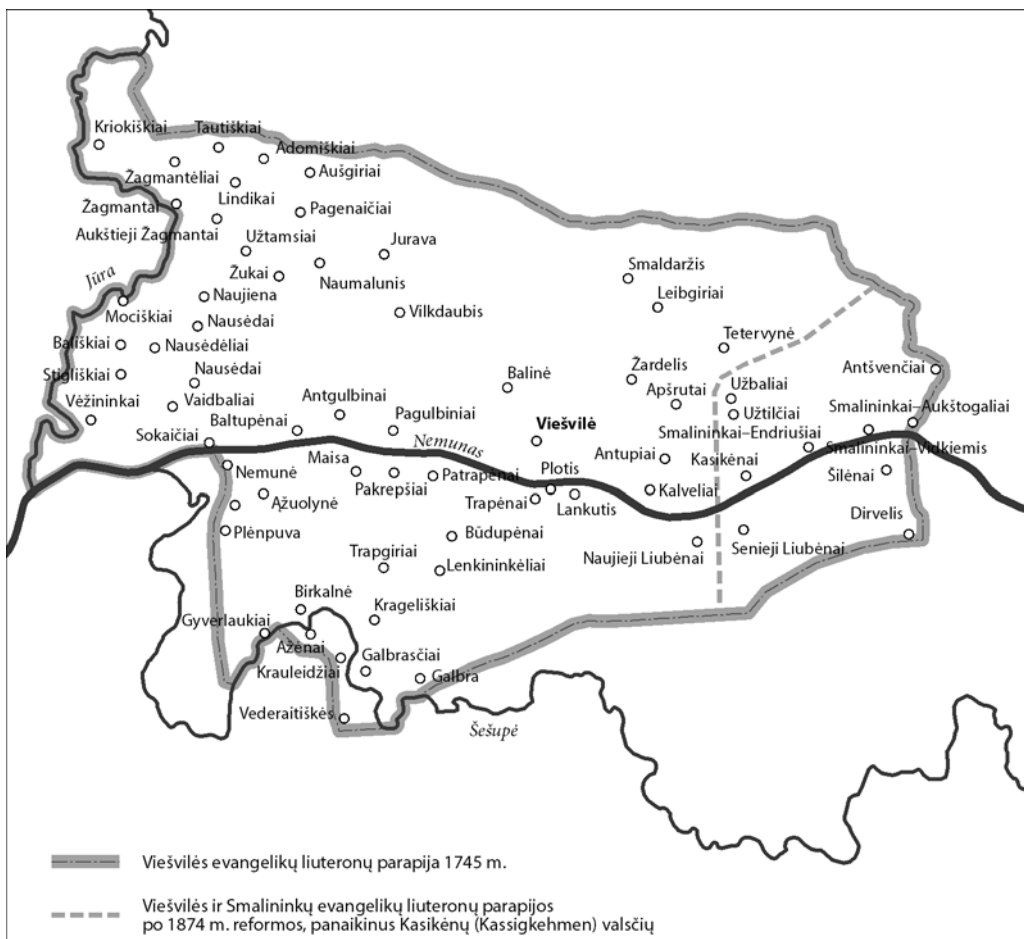 Kriokiškiai
Tautiškiai
Adomiškiai
Žagmantėliai
Aušgiriai
Lindikai
Žagmantai
Pagenaičiai
Aukštieji Žagmantai
Užtamsiai
Jurava
Jūra
Žukai
Naumalunis
Smaldaržis
Naujiena
Leibgiriai
Mociškiai
Vilkdaubis
Nausėdai
Tetervynė
Bališkiai
Nausėdėliai
Stigliškiai
Nausėdai
Balinė
Žardelis
Antšvenčiai
Vėžininkai
Vaidbaliai
Antgulbinai
Apšrutai
Užbaliai
Baltupėnai
Pagulbiniai
Viešvilė
Užtilčiai
Smalininkai–Aukštogaliai
Sokaičiai
Nemunas
Smalininkai–Endriušiai
Smalininkai–Vidkiemis
Nemunė
Maisa
Patrapėnai
Plotis
Antupiai
Kasikėnai
Šilėnai
Ąžuolynė
Pakrepšiai
Trapėnai
Lankutis
Kalveliai
Plėnpuva
Būdupėnai
Dirvelis
Trapgiriai
Lenkininkėliai
Naujieji Liubėnai
Senieji Liubėnai
Birkalnė
Krageliškiai
Gyverlaukiai
Ažėnai
Galbrasčiai
Krauleidžiai
Galbra
Vederaitiškės
Šešupė
Viešvilės evangelikų liuteronų parapija 1745 m.
Viešvilės ir Smalininkų evangelikų liuteronų parapijos
po 1874 m. reformos, panaikinus Kasikėnų (Kassigkehmen) valsčių